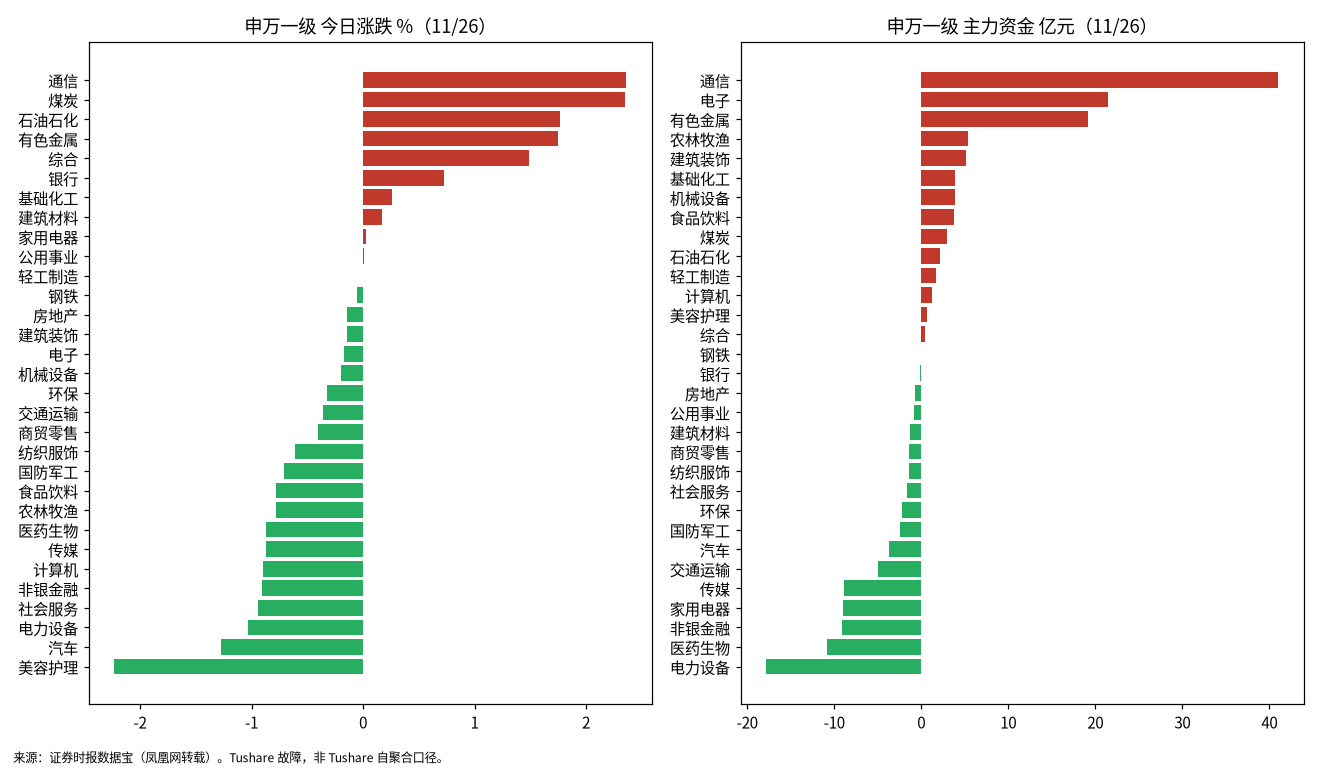 申万一级 今日涨跌 %（11/26）
通信
煤炭
石油石化
有色金属
综合
银行
基础化工
建筑材料
家用电器
公用事业
轻工制造
钢铁
房地产
建筑装饰
电子
机械设备
环保
交通运输
商贸零售
纺织服饰
国防军工
食品饮料
农林牧渔
医药生物
传媒
计算机
非银金融
社会服务
电力设备
汽车
美容护理
-2 -1 0 1 2
申万一级 主力资金 亿元（11/26）
通信
电子
有色金属
农林牧渔
建筑装饰
基础化工
机械设备
食品饮料
煤炭
石油石化
轻工制造
计算机
美容护理
综合
钢铁
银行
房地产
公用事业
建筑材料
商贸零售
纺织服饰
社会服务
环保
国防军工
汽车
交通运输
传媒
家用电器
非银金融
医药生物
电力设备
-20 -10 0 10 20 30 40
来源：证券时报数据宝（凤凰网转载）。Tushare 故障，非 Tushare 自聚合口径。